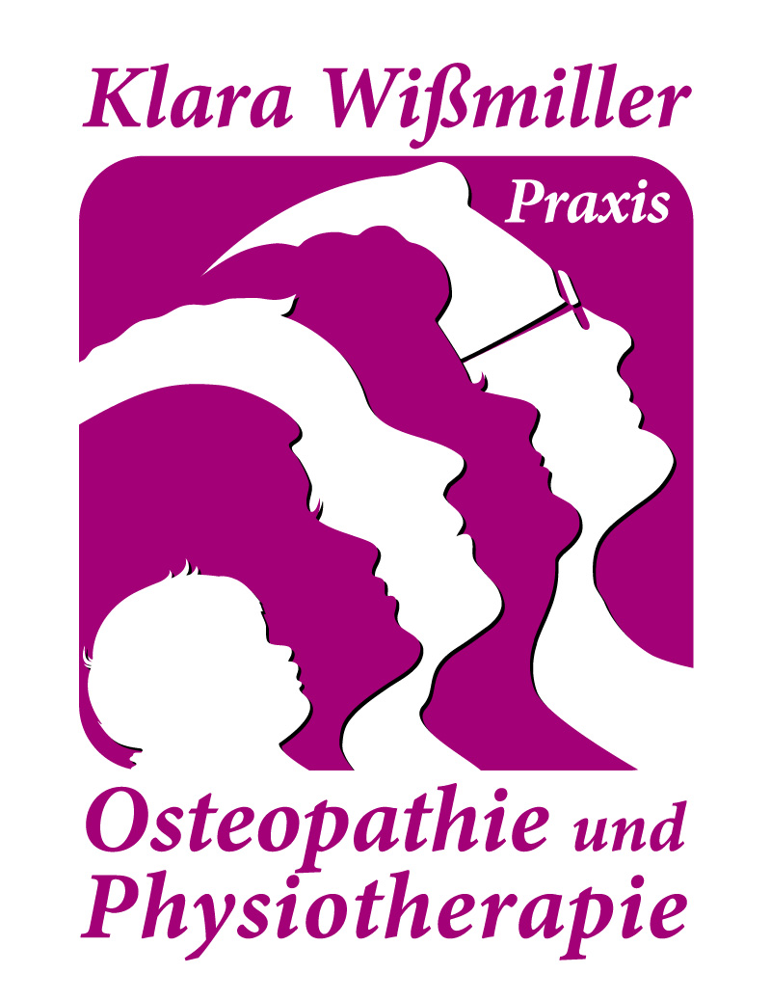 Klara Wißmiller
Praxis
Osteopathie und
Physiotherapie